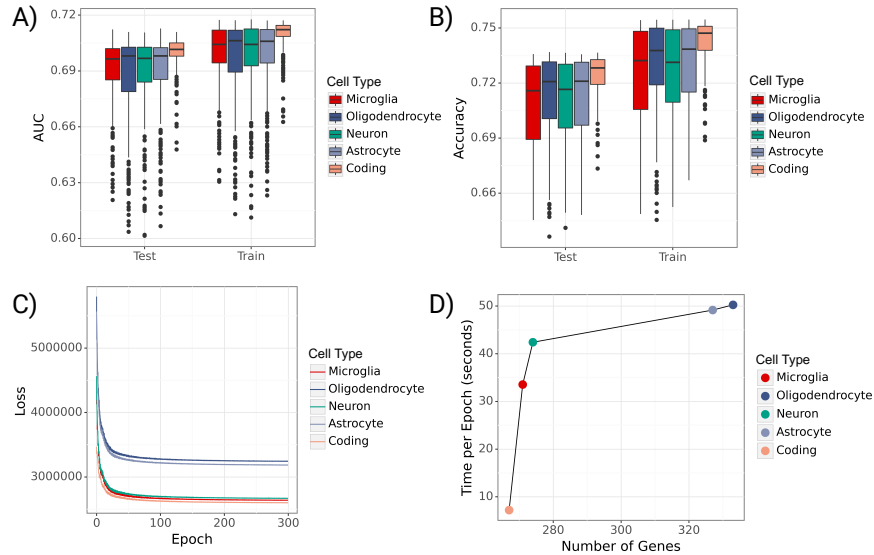 A)
0.72
0.69
0.66
0.63
0.60
AUC
Test
Train
Cell Type
Microglia
Oligodendrocyte
Neuron
Astrocyte
Coding
B)
0.75
0.72
0.69
0.66
Accuracy
Test
Train
Cell Type
Microglia
Oligodendrocyte
Neuron
Astrocyte
Coding
C)
5000000
4000000
3000000
Loss
0
100
200
300
Epoch
Cell Type
Microglia
Oligodendrocyte
Neuron
Astrocyte
Coding
D)
50
40
30
20
10
Time per Epoch (seconds)
280
300
320
Number of Genes
Cell Type
Microglia
Oligodendrocyte
Neuron
Astrocyte
Coding